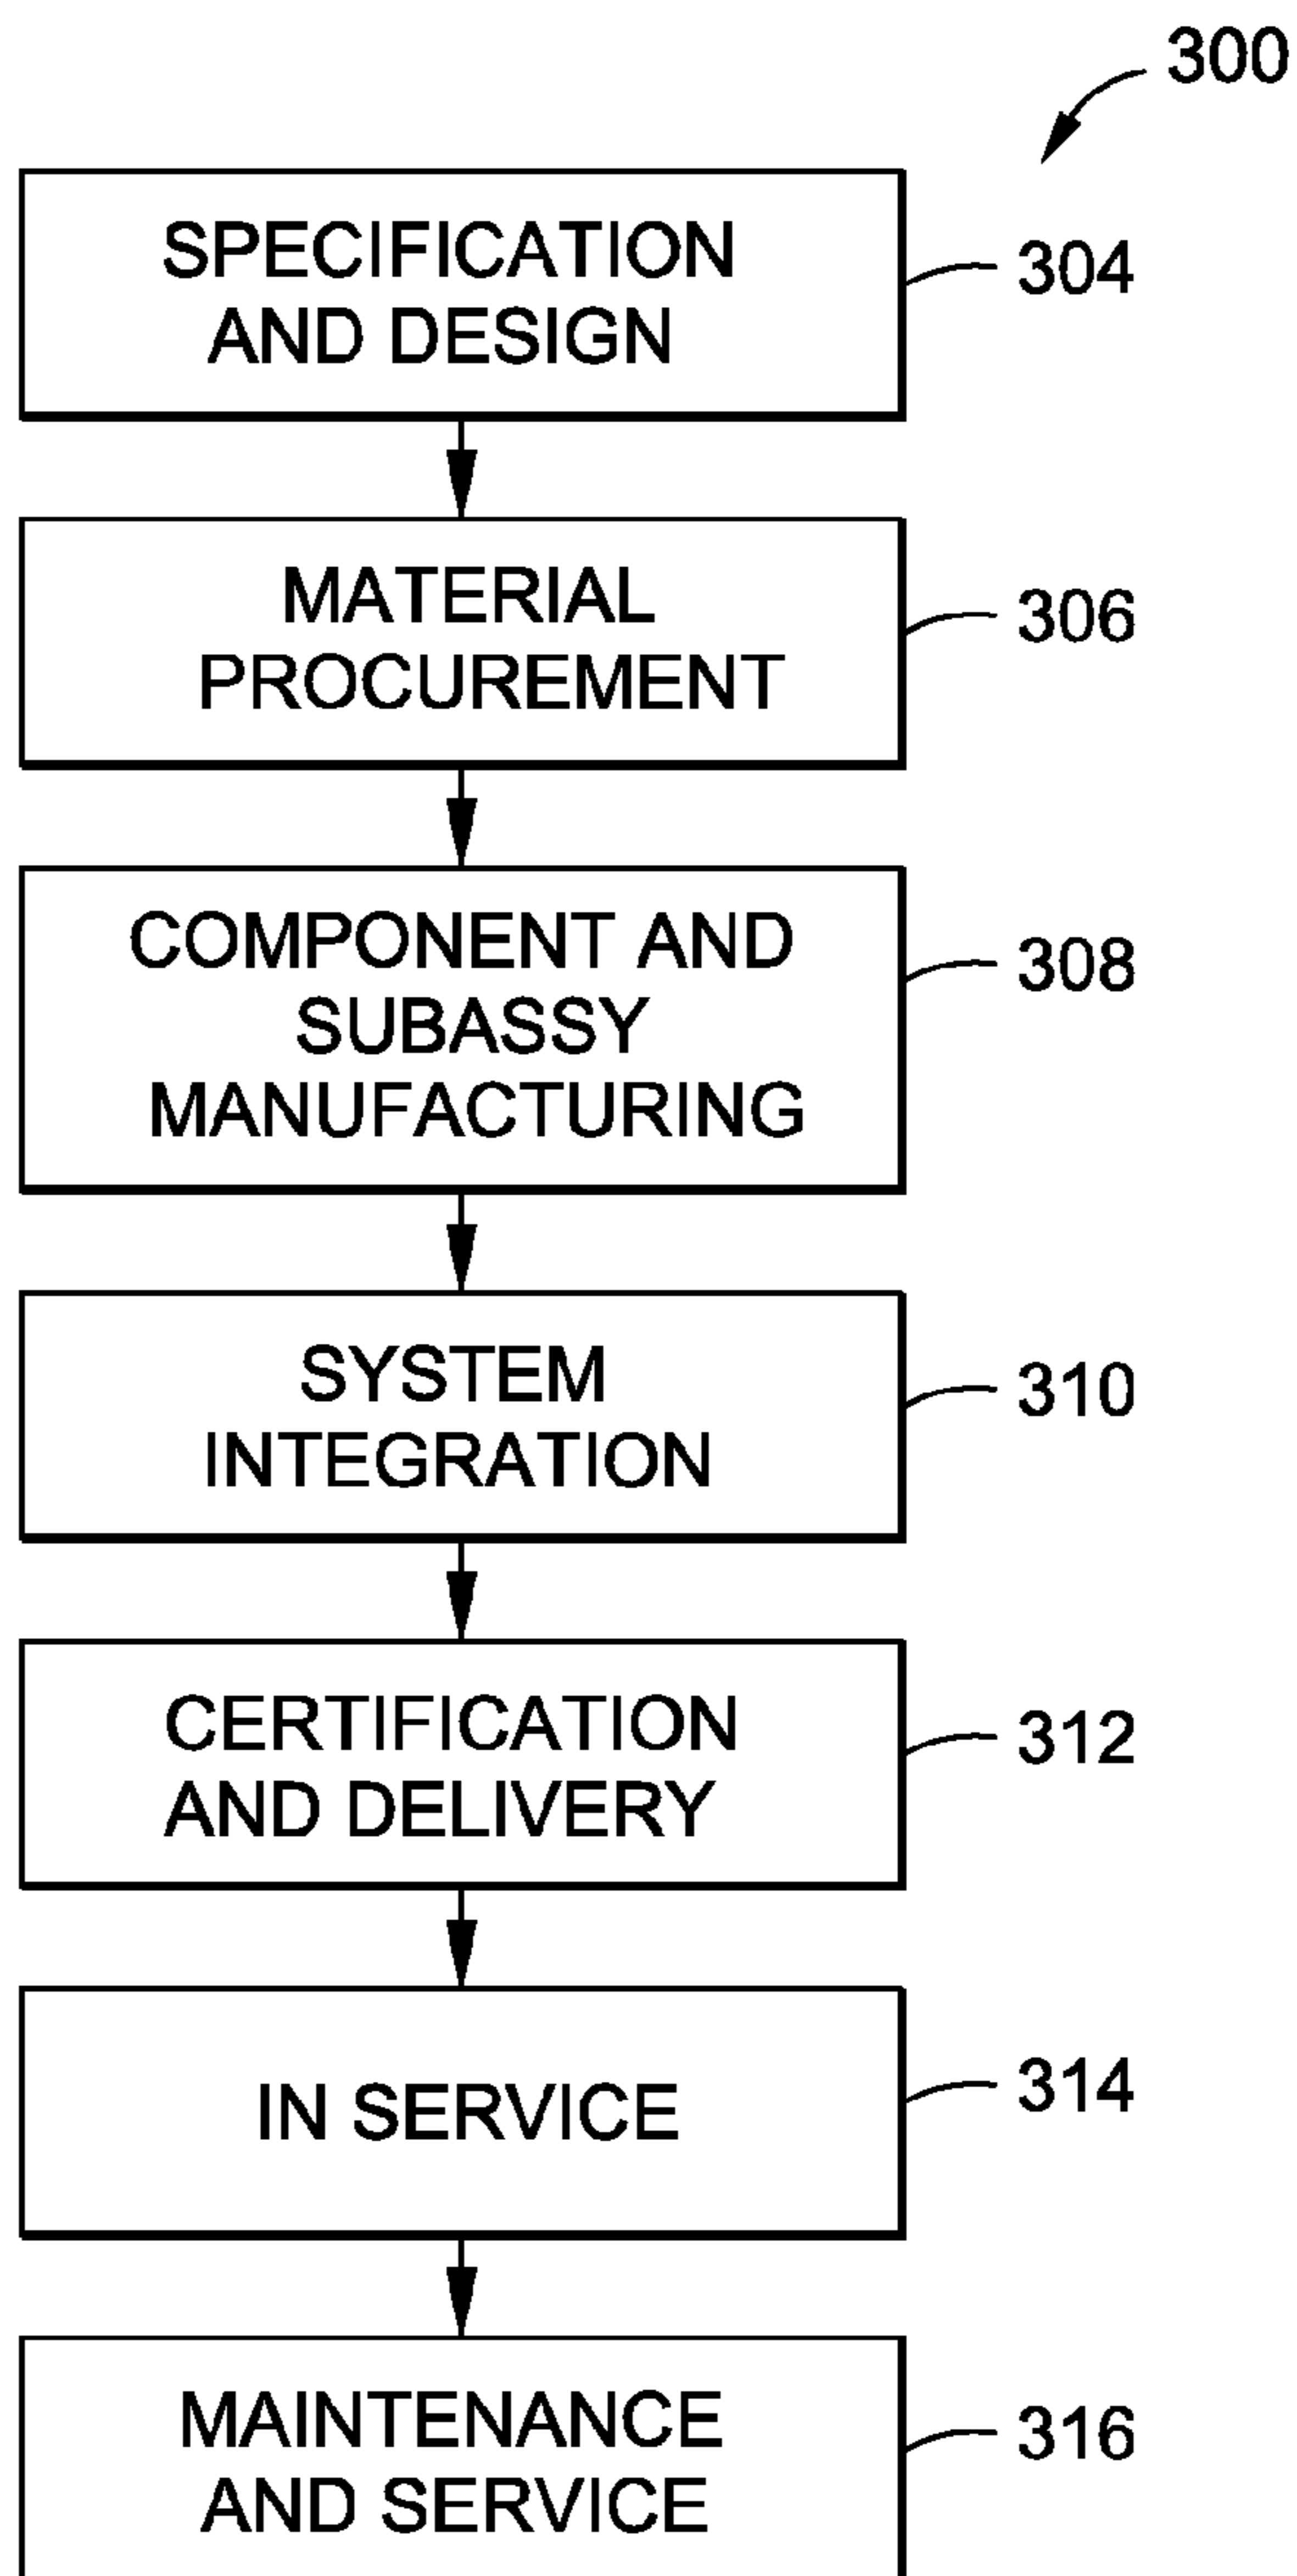 300
SPECIFICATION
AND DESIGN
304
MATERIAL
PROCUREMENT
306
COMPONENT AND
SUBASSY
MANUFACTURING
308
SYSTEM
INTEGRATION
310
CERTIFICATION
AND DELIVERY
312
IN SERVICE
314
MAINTENANCE
AND SERVICE
316